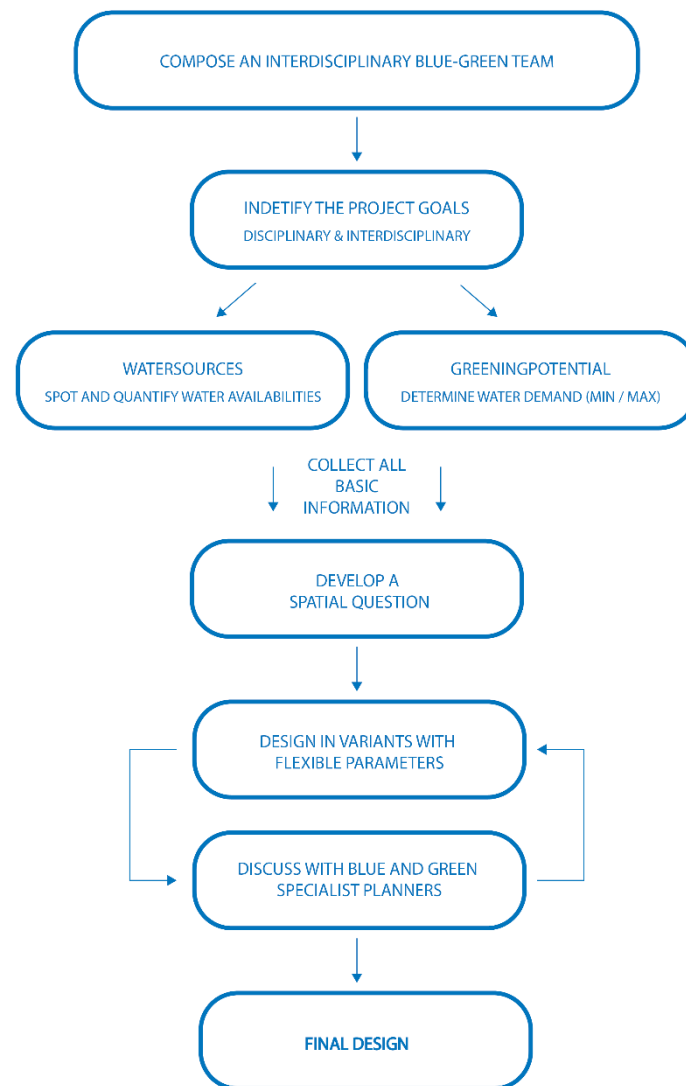 COMPOSE AN INTERDISCIPLINARY BLUE-GREEN TEAM
INDETIFY THE PROJECT GOALS
DISCIPLINARY & INTERDISCIPLINARY
WATERSOURCES
SPOT AND QUANTIFY WATER AVAILABILITIES
GREENINGPOTENTIAL
DETERMINE WATER DEMAND (MIN / MAX)
COLLECT ALL
BASIC
INFORMATION
DEVELOP A
SPATIAL QUESTION
DESIGN IN VARIANTS WITH
FLEXIBLE PARAMETERS
DISCUSS WITH BLUE AND GREEN
SPECIALIST PLANNERS
FINAL DESIGN